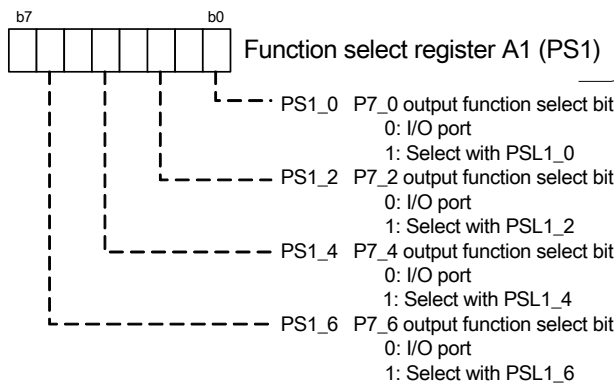 b7 b0
Function select register A1 (PS1)
PS1_0 P7_0 output function select bit
0: I/O port
1: Select with PSL1_0
PS1_2 P7_2 output function select bit
0: I/O port
1: Select with PSL1_2
PS1_4 P7_4 output function select bit
0: I/O port
1: Select with PSL1_4
PS1_6 P7_6 output function select bit
0: I/O port
1: Select with PSL1_6